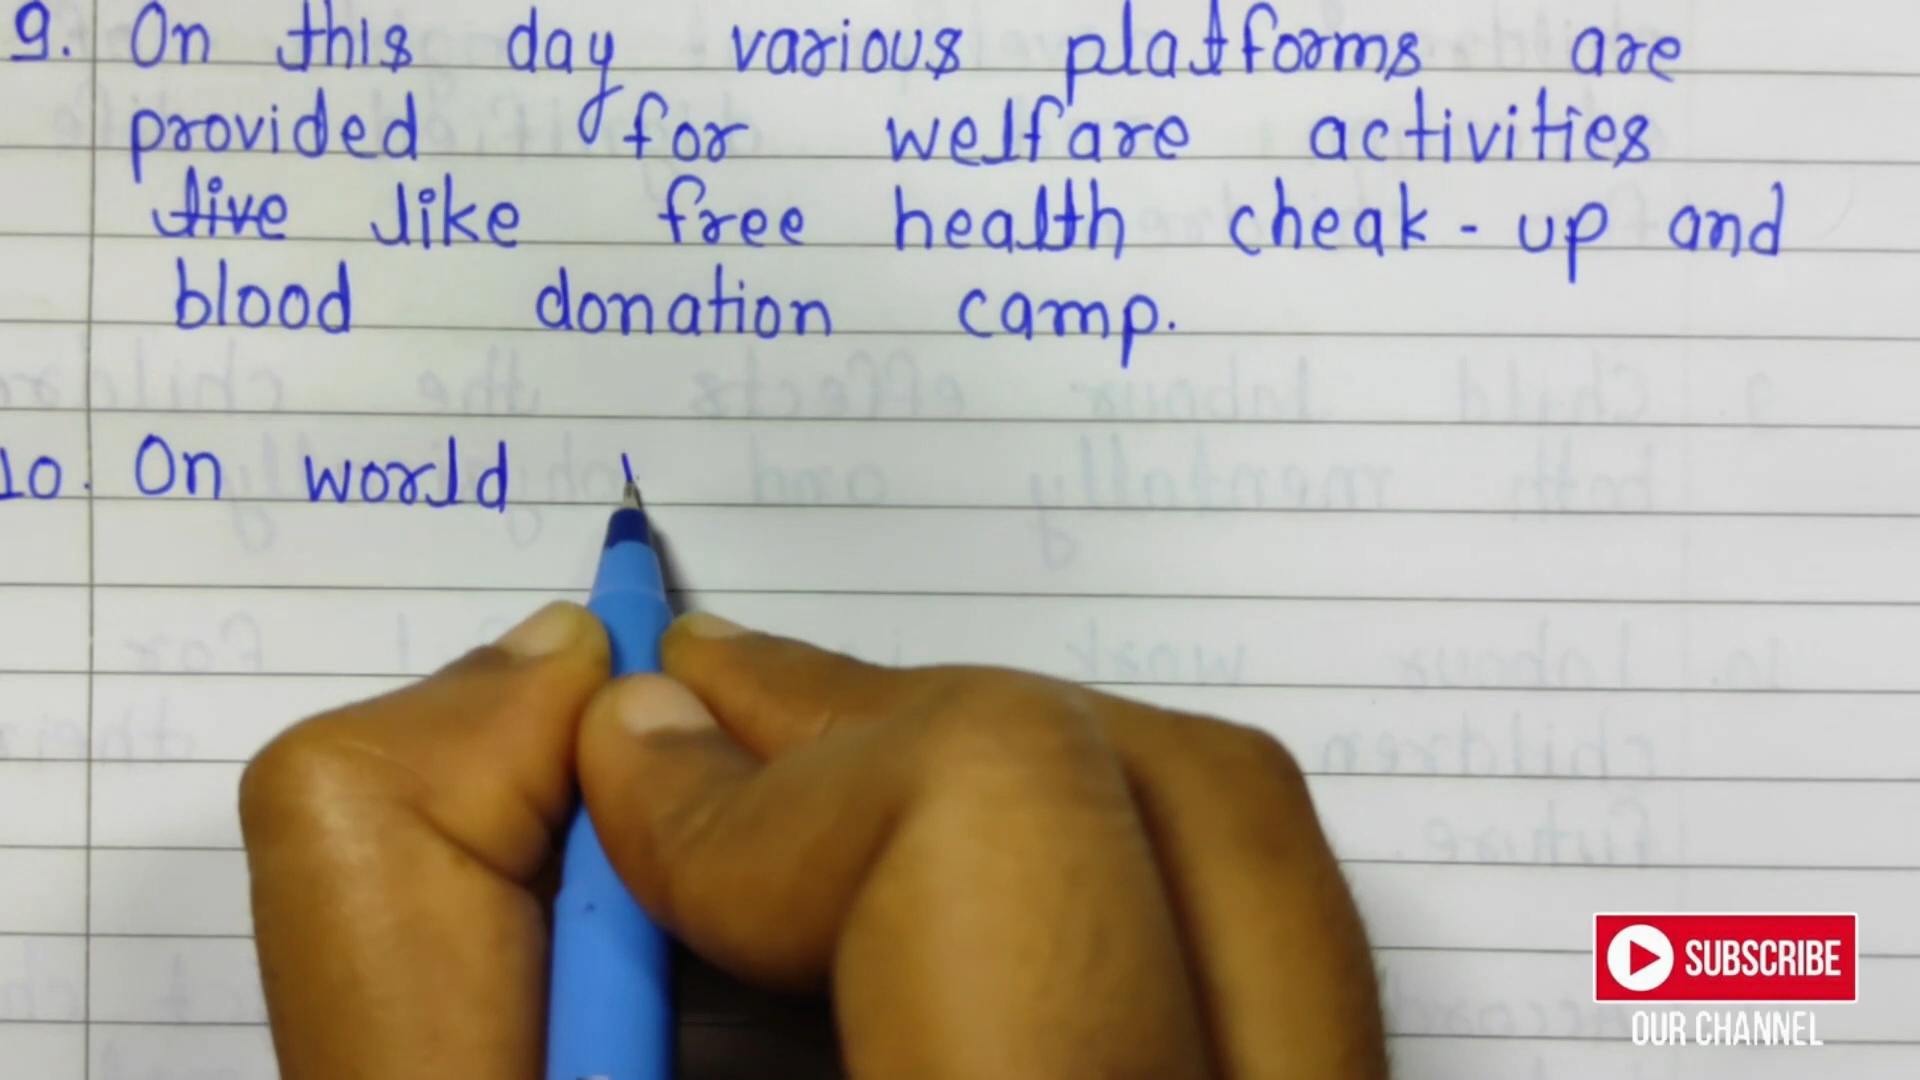 9. On this day various platforms are
provided for welfare activities
live like free health cheak-up and
blood donation camp.
10. On world
SUBSCRIBE
OUR CHANNEL